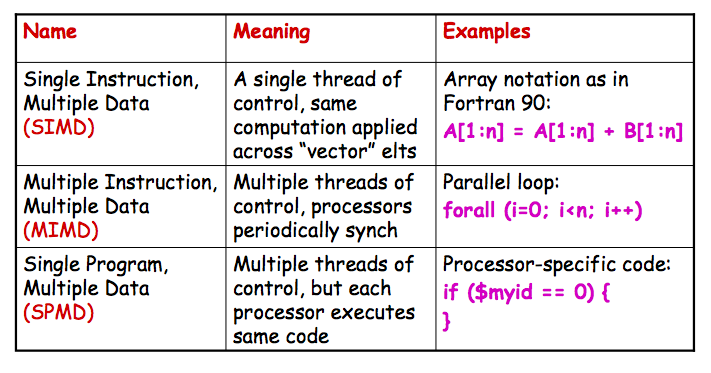 Name
Meaning
Examples
Single Instruction,
Multiple Data
(SIMD)
A single thread of
control, same
computation applied
across “vector” elts
Array notation as in
Fortran 90:
A[1:n] = A[1:n] + B[1:n]
Multiple Instruction,
Multiple Data
(MIMD)
Multiple threads of
control, processors
periodically synch
Parallel loop:
forall (i=0; i<n; i++)
Single Program,
Multiple Data
(SPMD)
Multiple threads of
control, but each
processor executes
same code
Processor-specific code:
if ($myid == 0) {
}